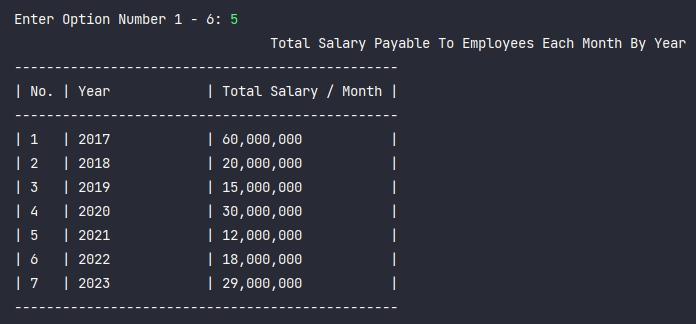 Enter Option Number 1 - 6: 5
Total Salary Payable To Employees Each Month By Year
------------------------------------------------
| No. | Year            | Total Salary / Month |
------------------------------------------------
| 1   | 2017            | 60,000,000           |
| 2   | 2018            | 20,000,000           |
| 3   | 2019            | 15,000,000           |
| 4   | 2020            | 30,000,000           |
| 5   | 2021            | 12,000,000           |
| 6   | 2022            | 18,000,000           |
| 7   | 2023            | 29,000,000           |
------------------------------------------------